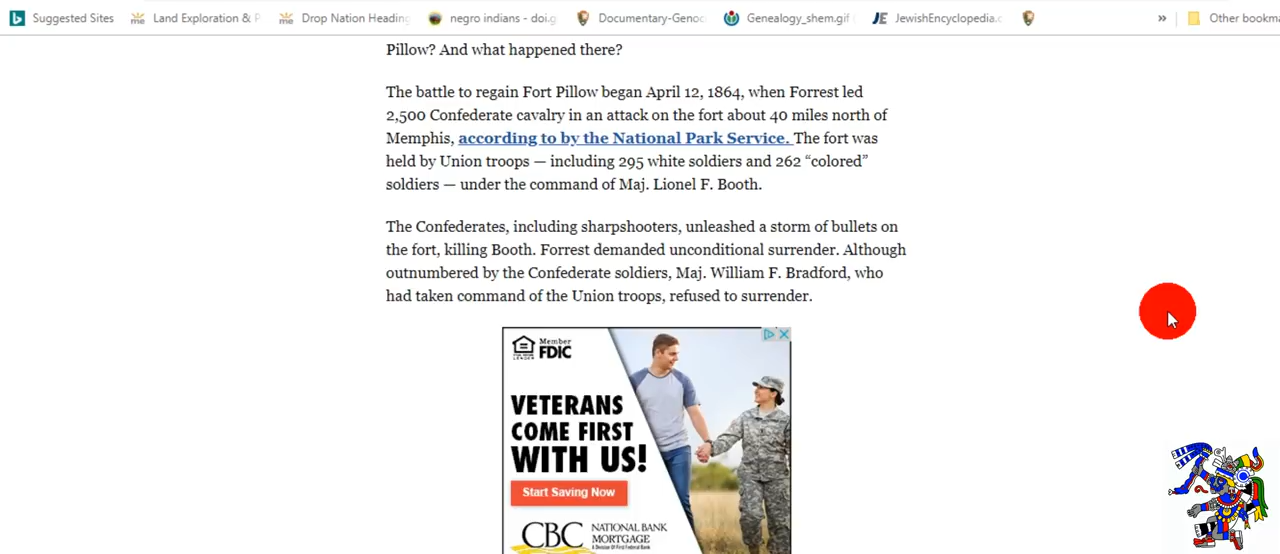 Suggested Sites Land Exploration & P Drop Nation Heading negro indians - doi.g Documentary-Genoc Genealogy_shem.gif ( JewishEncyclopedia.c » Other bookma
Pillow? And what happened there?
The battle to regain Fort Pillow began April 12, 1864, when Forrest led
2,500 Confederate cavalry in an attack on the fort about 40 miles north of
Memphis, according to by the National Park Service. The fort was
held by Union troops — including 295 white soldiers and 262 “colored”
soldiers — under the command of Maj. Lionel F. Booth.
The Confederates, including sharpshooters, unleashed a storm of bullets on
the fort, killing Booth. Forrest demanded unconditional surrender. Although
outnumbered by the Confederate soldiers, Maj. William F. Bradford, who
had taken command of the Union troops, refused to surrender.
Member
FDIC
VETERANS
COME FIRST
WITH US!
Start Saving Now
CBC NATIONAL BANK
MORTGAGE
A Division Of First Federal Bank